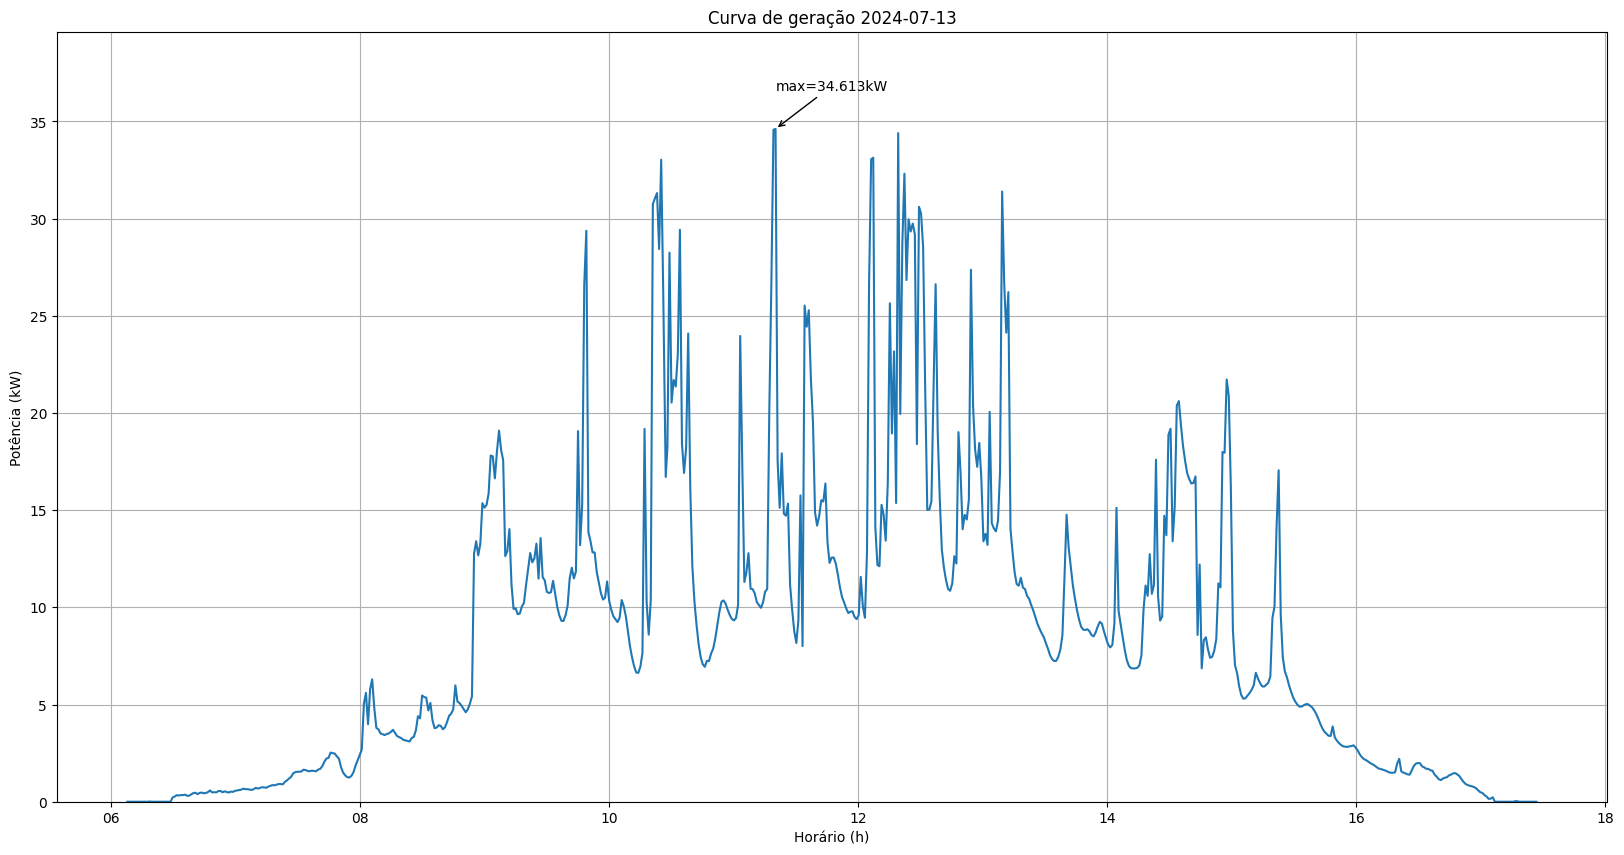 Curva de geração 2024-07-13
max=34.613kW
Potência (kW)
35
30
25
20
15
10
5
0
06 08 10 12 14 16 18
Horário (h)